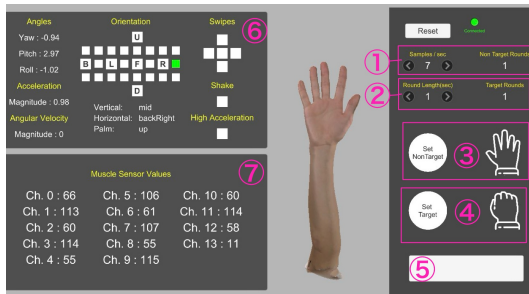 Angles
Yaw : -0.94
Pitch : 2.97
Roll : -1.02
Acceleration
Magnitude : 0.98
Angular Velocity
Magnitude : 0
Orientation
U
B L F R
D
Vertical: mid
Horizontal: backRight
Palm: up
Swipes
Shake
High Acceleration
⑥
Muscle Sensor Values
⑦
Ch. 0 : 66
Ch. 1 : 113
Ch. 2 : 60
Ch. 3 : 114
Ch. 4 : 55
Ch. 5 : 106
Ch. 6 : 61
Ch. 7 : 107
Ch. 8 : 55
Ch. 9 : 115
Ch. 10 : 60
Ch. 11 : 114
Ch. 12 : 58
Ch. 13 : 11
Reset
Connected
①
Samples / sec
7
Non Target Rounds
1
②
Round Length(sec)
1
Target Rounds
1
Set
NonTarget
③
Set
Target
④
⑤